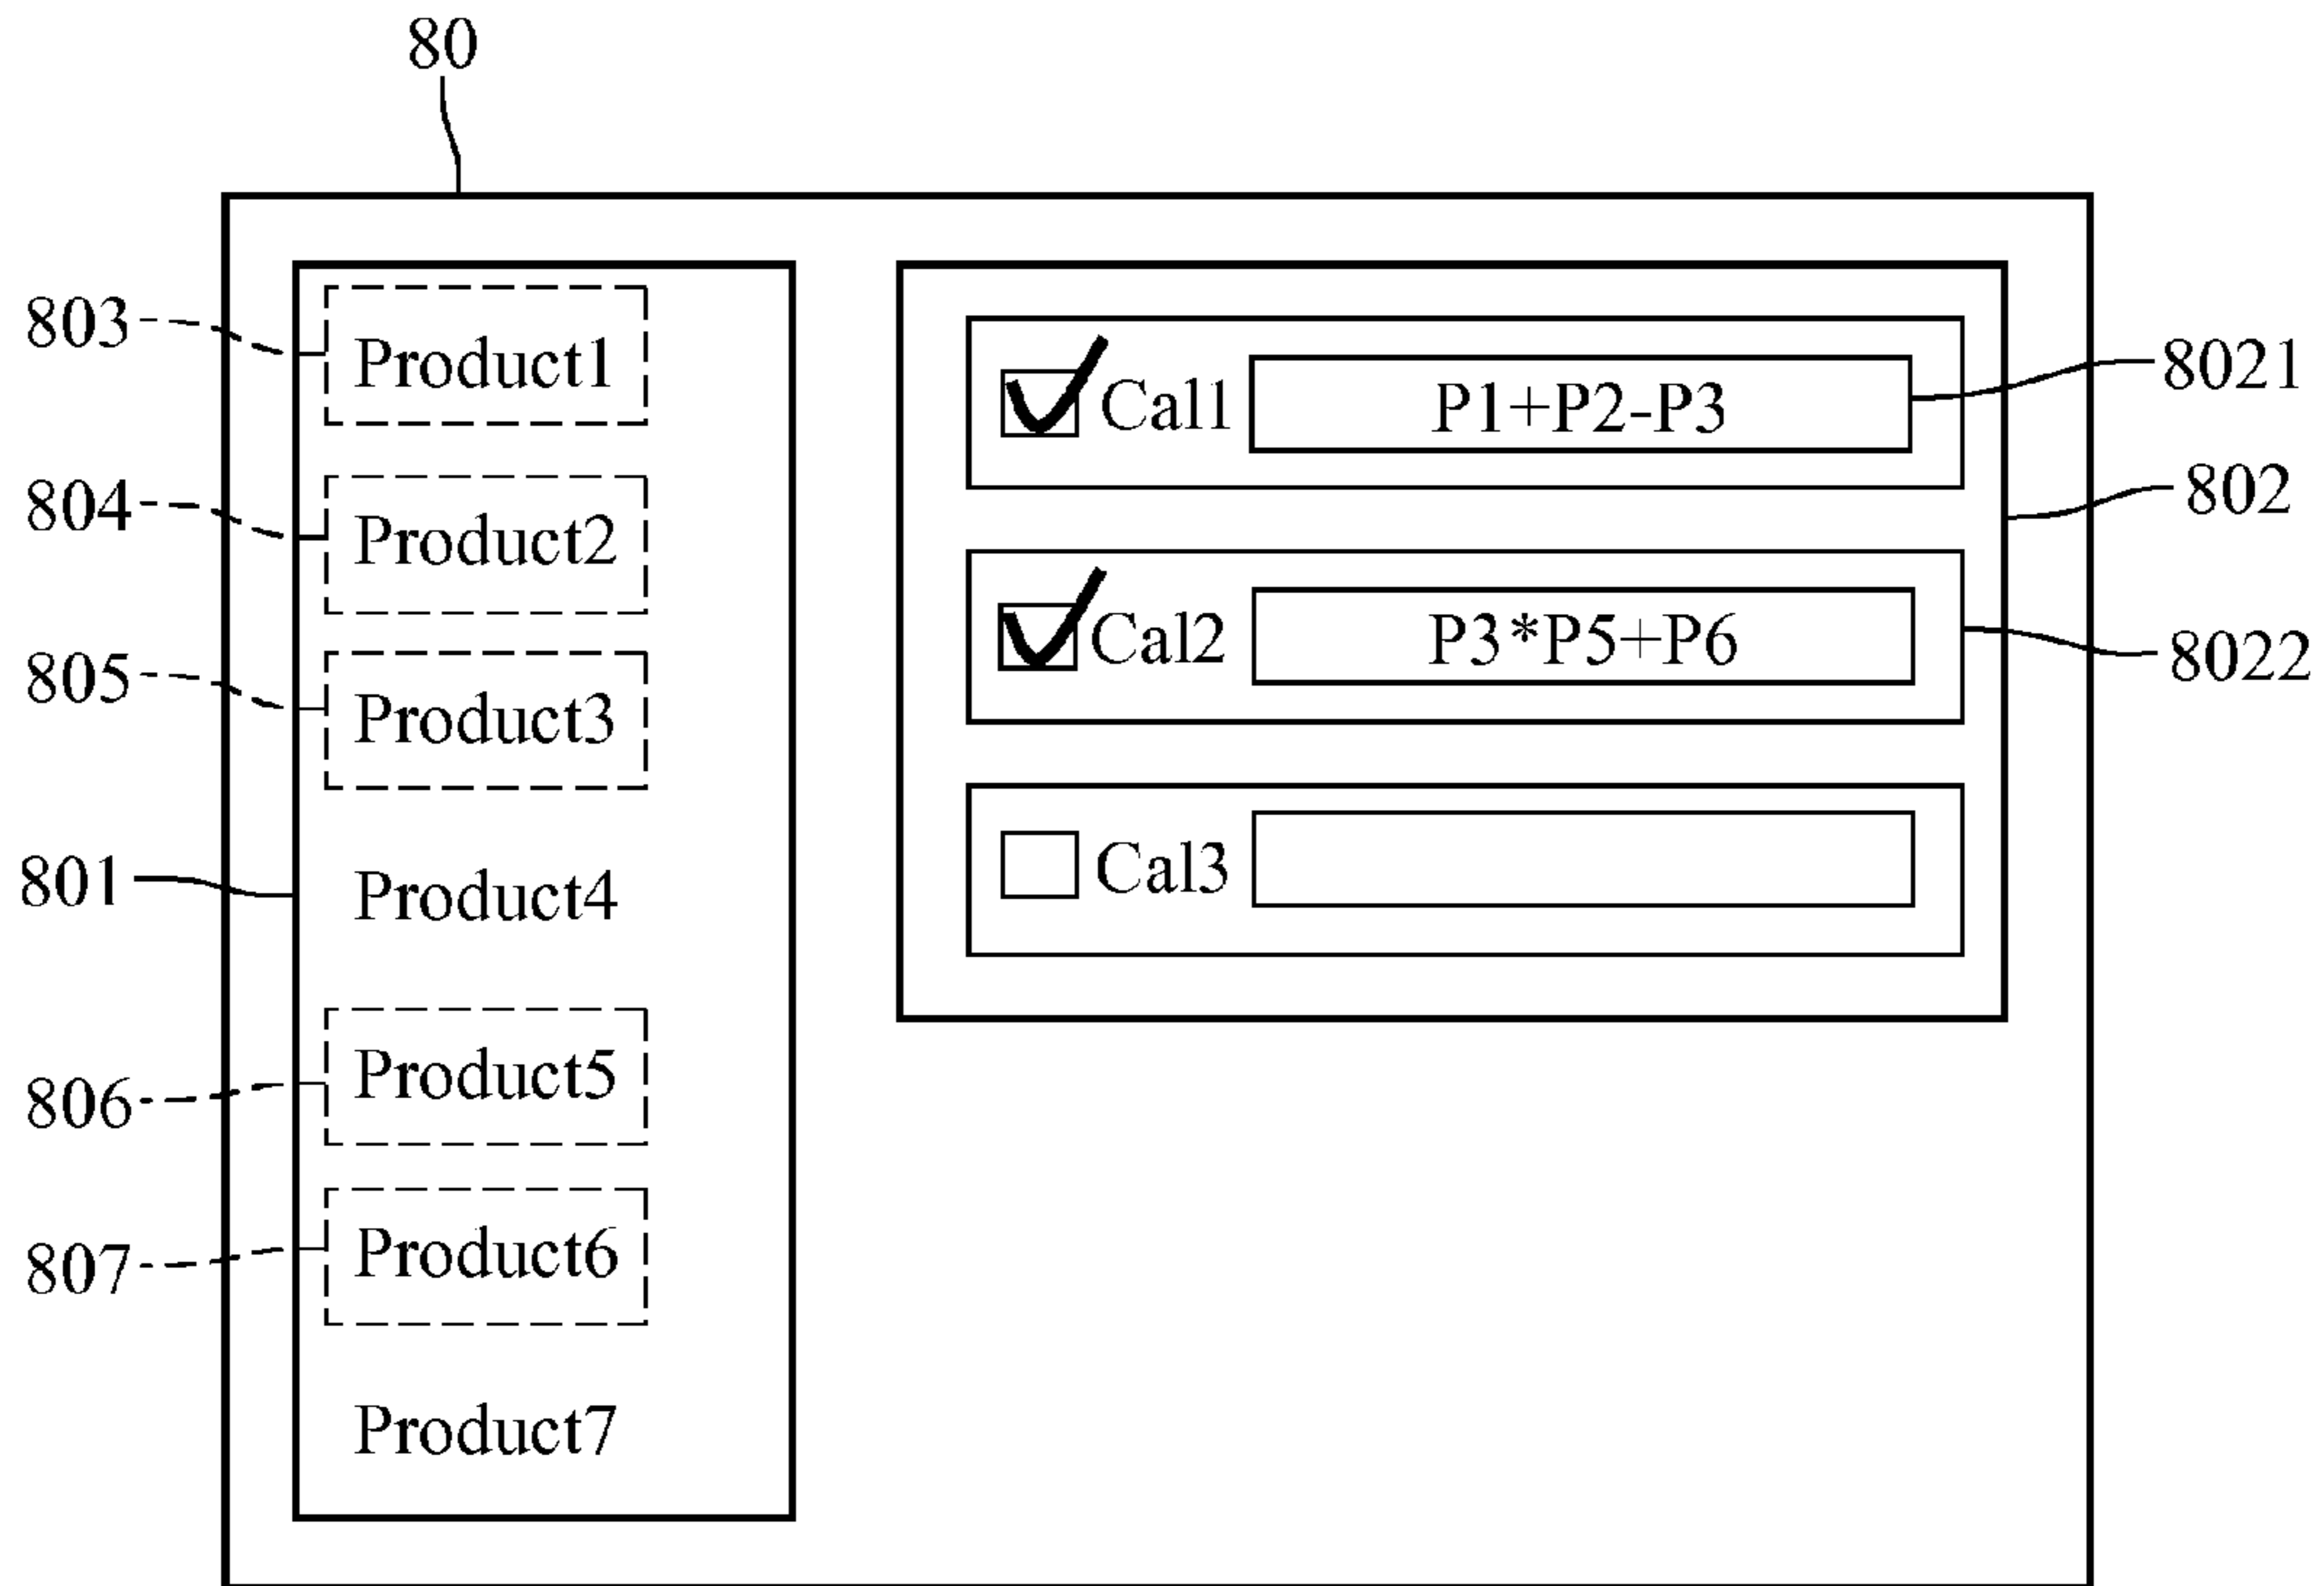 80
803
Product1
804
Product2
805
Product3
801
Product4
806
Product5
807
Product6
Product7
Cal1 P1+P2-P3
8021
802
Cal2 P3*P5+P6
8022
Cal3